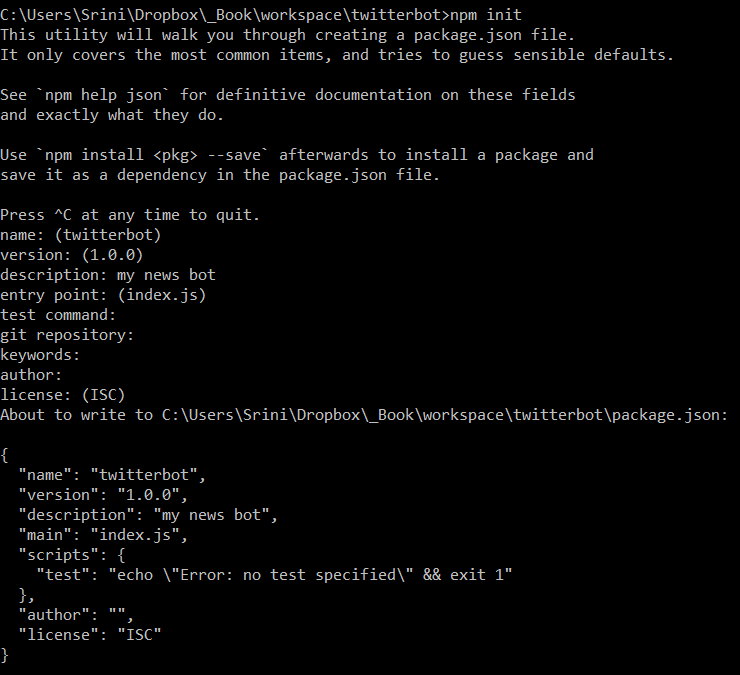 C:\Users\Srini\Dropbox\_Book\workspace\twitterbot>npm init
This utility will walk you through creating a package.json file.
It only covers the most common items, and tries to guess sensible defaults.

See `npm help json` for definitive documentation on these fields
and exactly what they do.

Use `npm install <pkg> --save` afterwards to install a package and
save it as a dependency in the package.json file.

Press ^C at any time to quit.
name: (twitterbot)
version: (1.0.0)
description: my news bot
entry point: (index.js)
test command:
git repository:
keywords:
author:
license: (ISC)
About to write to C:\Users\Srini\Dropbox\_Book\workspace\twitterbot\package.json:

{
  "name": "twitterbot",
  "version": "1.0.0",
  "description": "my news bot",
  "main": "index.js",
  "scripts": {
    "test": "echo \"Error: no test specified\" && exit 1"
  },
  "author": "",
  "license": "ISC"
}